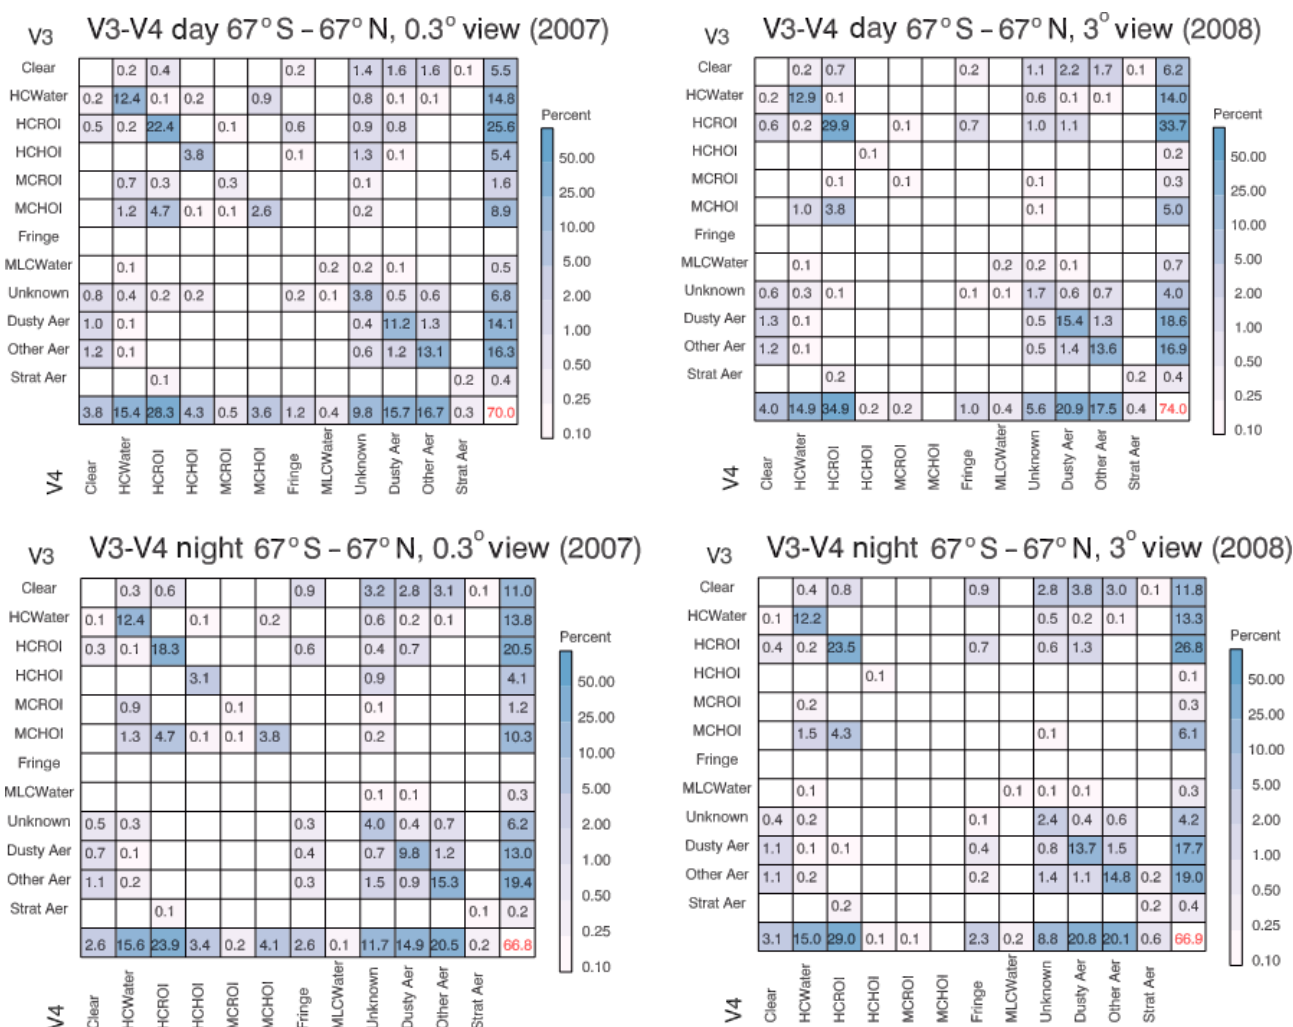 V3 V3-V4 day 67°S – 67°N, 0.3° view (2007)
Clear 0.2 0.4 0.2 1.4 1.6 1.6 0.1 5.5
HCWater 0.2 12.4 0.1 0.2 0.9 0.8 0.1 0.1 14.8
HCROI 0.5 0.2 22.4 0.1 0.6 0.9 0.8 25.6
HCHOI 3.8 0.1 1.3 0.1 5.4
MCROI 0.7 0.3 0.3 0.1 1.6
MCHOI 1.2 4.7 0.1 0.1 2.6 0.2 8.9
Fringe
MLCWater 0.1 0.2 0.2 0.1 0.5
Unknown 0.8 0.4 0.2 0.2 0.2 0.1 3.8 0.5 0.6 6.8
Dusty Aer 1.0 0.1 0.4 11.2 1.3 14.1
Other Aer 1.2 0.1 0.6 1.2 13.1 16.3
Strat Aer 0.1 0.2 0.4
3.8 15.4 28.3 4.3 0.5 3.6 1.2 0.4 9.8 15.7 16.7 0.3 70.0
V4 Clear HCWater HCROI HCHOI MCROI MCHOI Fringe MLCWater Unknown Dusty Aer Other Aer Strat Aer
Percent
50.00
25.00
10.00
5.00
2.00
1.00
0.50
0.25
0.10
V3 V3-V4 day 67°S – 67°N, 3° view (2008)
Clear 0.2 0.7 0.2 1.1 2.2 1.7 0.1 6.2
HCWater 0.2 12.9 0.1 0.6 0.1 0.1 14.0
HCROI 0.6 0.2 29.9 0.1 0.7 1.0 1.1 33.7
HCHOI 0.1 0.2
MCROI 0.1 0.1 0.1 0.3
MCHOI 1.0 3.8 0.1 5.0
Fringe
MLCWater 0.1 0.2 0.2 0.1 0.7
Unknown 0.6 0.3 0.1 0.1 0.1 1.7 0.6 0.7 4.0
Dusty Aer 1.3 0.1 0.5 15.4 1.3 18.6
Other Aer 1.2 0.1 0.5 1.4 13.6 16.9
Strat Aer 0.2 0.2 0.4
4.0 14.9 34.9 0.2 0.2 1.0 0.4 5.6 20.9 17.5 0.4 74.0
V4 Clear HCWater HCROI HCHOI MCROI MCHOI Fringe MLCWater Unknown Dusty Aer Other Aer Strat Aer
Percent
50.00
25.00
10.00
5.00
2.00
1.00
0.50
0.25
0.10
V3 V3-V4 night 67°S – 67°N, 0.3° view (2007)
Clear 0.3 0.6 0.9 3.2 2.8 3.1 0.1 11.0
HCWater 0.1 12.4 0.1 0.2 0.6 0.2 0.1 13.8
HCROI 0.3 0.1 18.3 0.6 0.4 0.7 20.5
HCHOI 3.1 0.9 4.1
MCROI 0.9 0.1 0.1 1.2
MCHOI 1.3 4.7 0.1 0.1 3.8 0.2 10.3
Fringe
MLCWater 0.1 0.1 0.3
Unknown 0.5 0.3 0.3 4.0 0.4 0.7 6.2
Dusty Aer 0.7 0.1 0.4 0.7 9.8 1.2 13.0
Other Aer 1.1 0.2 0.3 1.5 0.9 15.3 19.4
Strat Aer 0.1 0.1 0.2
2.6 15.6 23.9 3.4 0.2 4.1 2.6 0.1 11.7 14.9 20.5 0.2 66.8
V4 Clear HCWater HCROI HCHOI MCROI MCHOI Fringe MLCWater Unknown Dusty Aer Other Aer Strat Aer
Percent
50.00
25.00
10.00
5.00
2.00
1.00
0.50
0.25
0.10
V3 V3-V4 night 67°S – 67°N, 3° view (2008)
Clear 0.4 0.8 0.9 2.8 3.8 3.0 0.1 11.8
HCWater 0.1 12.2 0.5 0.2 0.1 13.3
HCROI 0.4 0.2 23.5 0.7 0.6 1.3 26.8
HCHOI 0.1 0.1
MCROI 0.2 0.3
MCHOI 1.5 4.3 0.1 6.1
Fringe
MLCWater 0.1 0.1 0.1 0.1 0.3
Unknown 0.4 0.2 0.1 2.4 0.4 0.6 4.2
Dusty Aer 1.1 0.1 0.1 0.4 0.8 13.7 1.5 17.7
Other Aer 1.1 0.2 0.2 1.4 1.1 14.8 0.2 19.0
Strat Aer 0.2 0.2 0.4
3.1 15.0 29.0 0.1 0.1 2.3 0.2 8.8 20.8 20.1 0.6 66.9
V4 Clear HCWater HCROI HCHOI MCROI MCHOI Fringe MLCWater Unknown Dusty Aer Other Aer Strat Aer
Percent
50.00
25.00
10.00
5.00
2.00
1.00
0.50
0.25
0.10